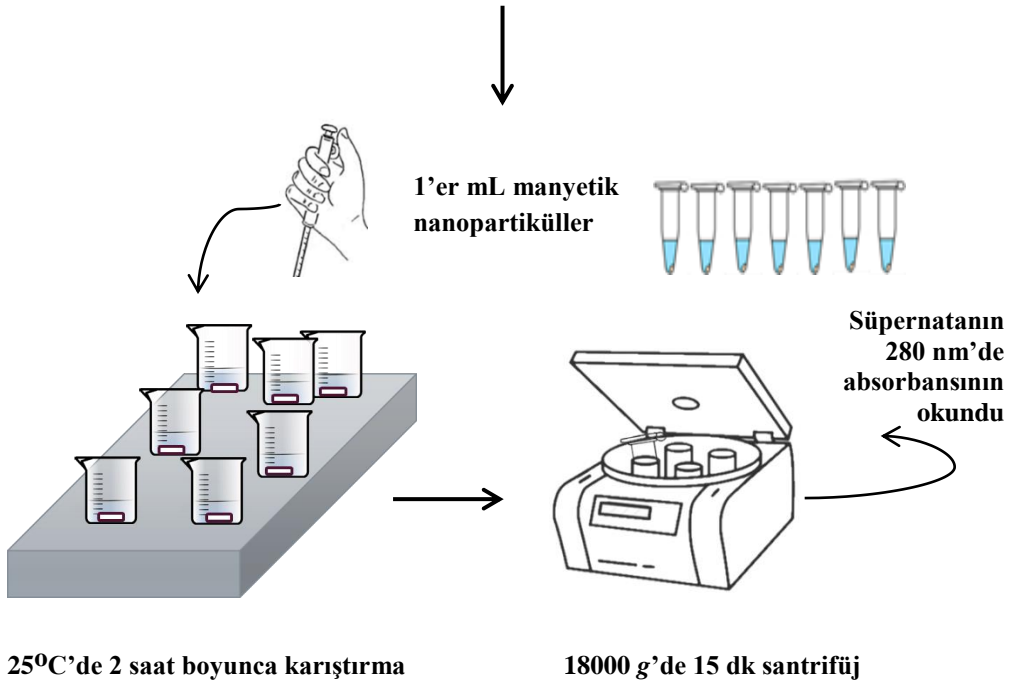 1’er mL manyetik
nanopartiküller
Süpernatanın
280 nm’de
absorbansının
okundu
25⁰C’de 2 saat boyunca karıştırma
18000 g’de 15 dk santrifüj